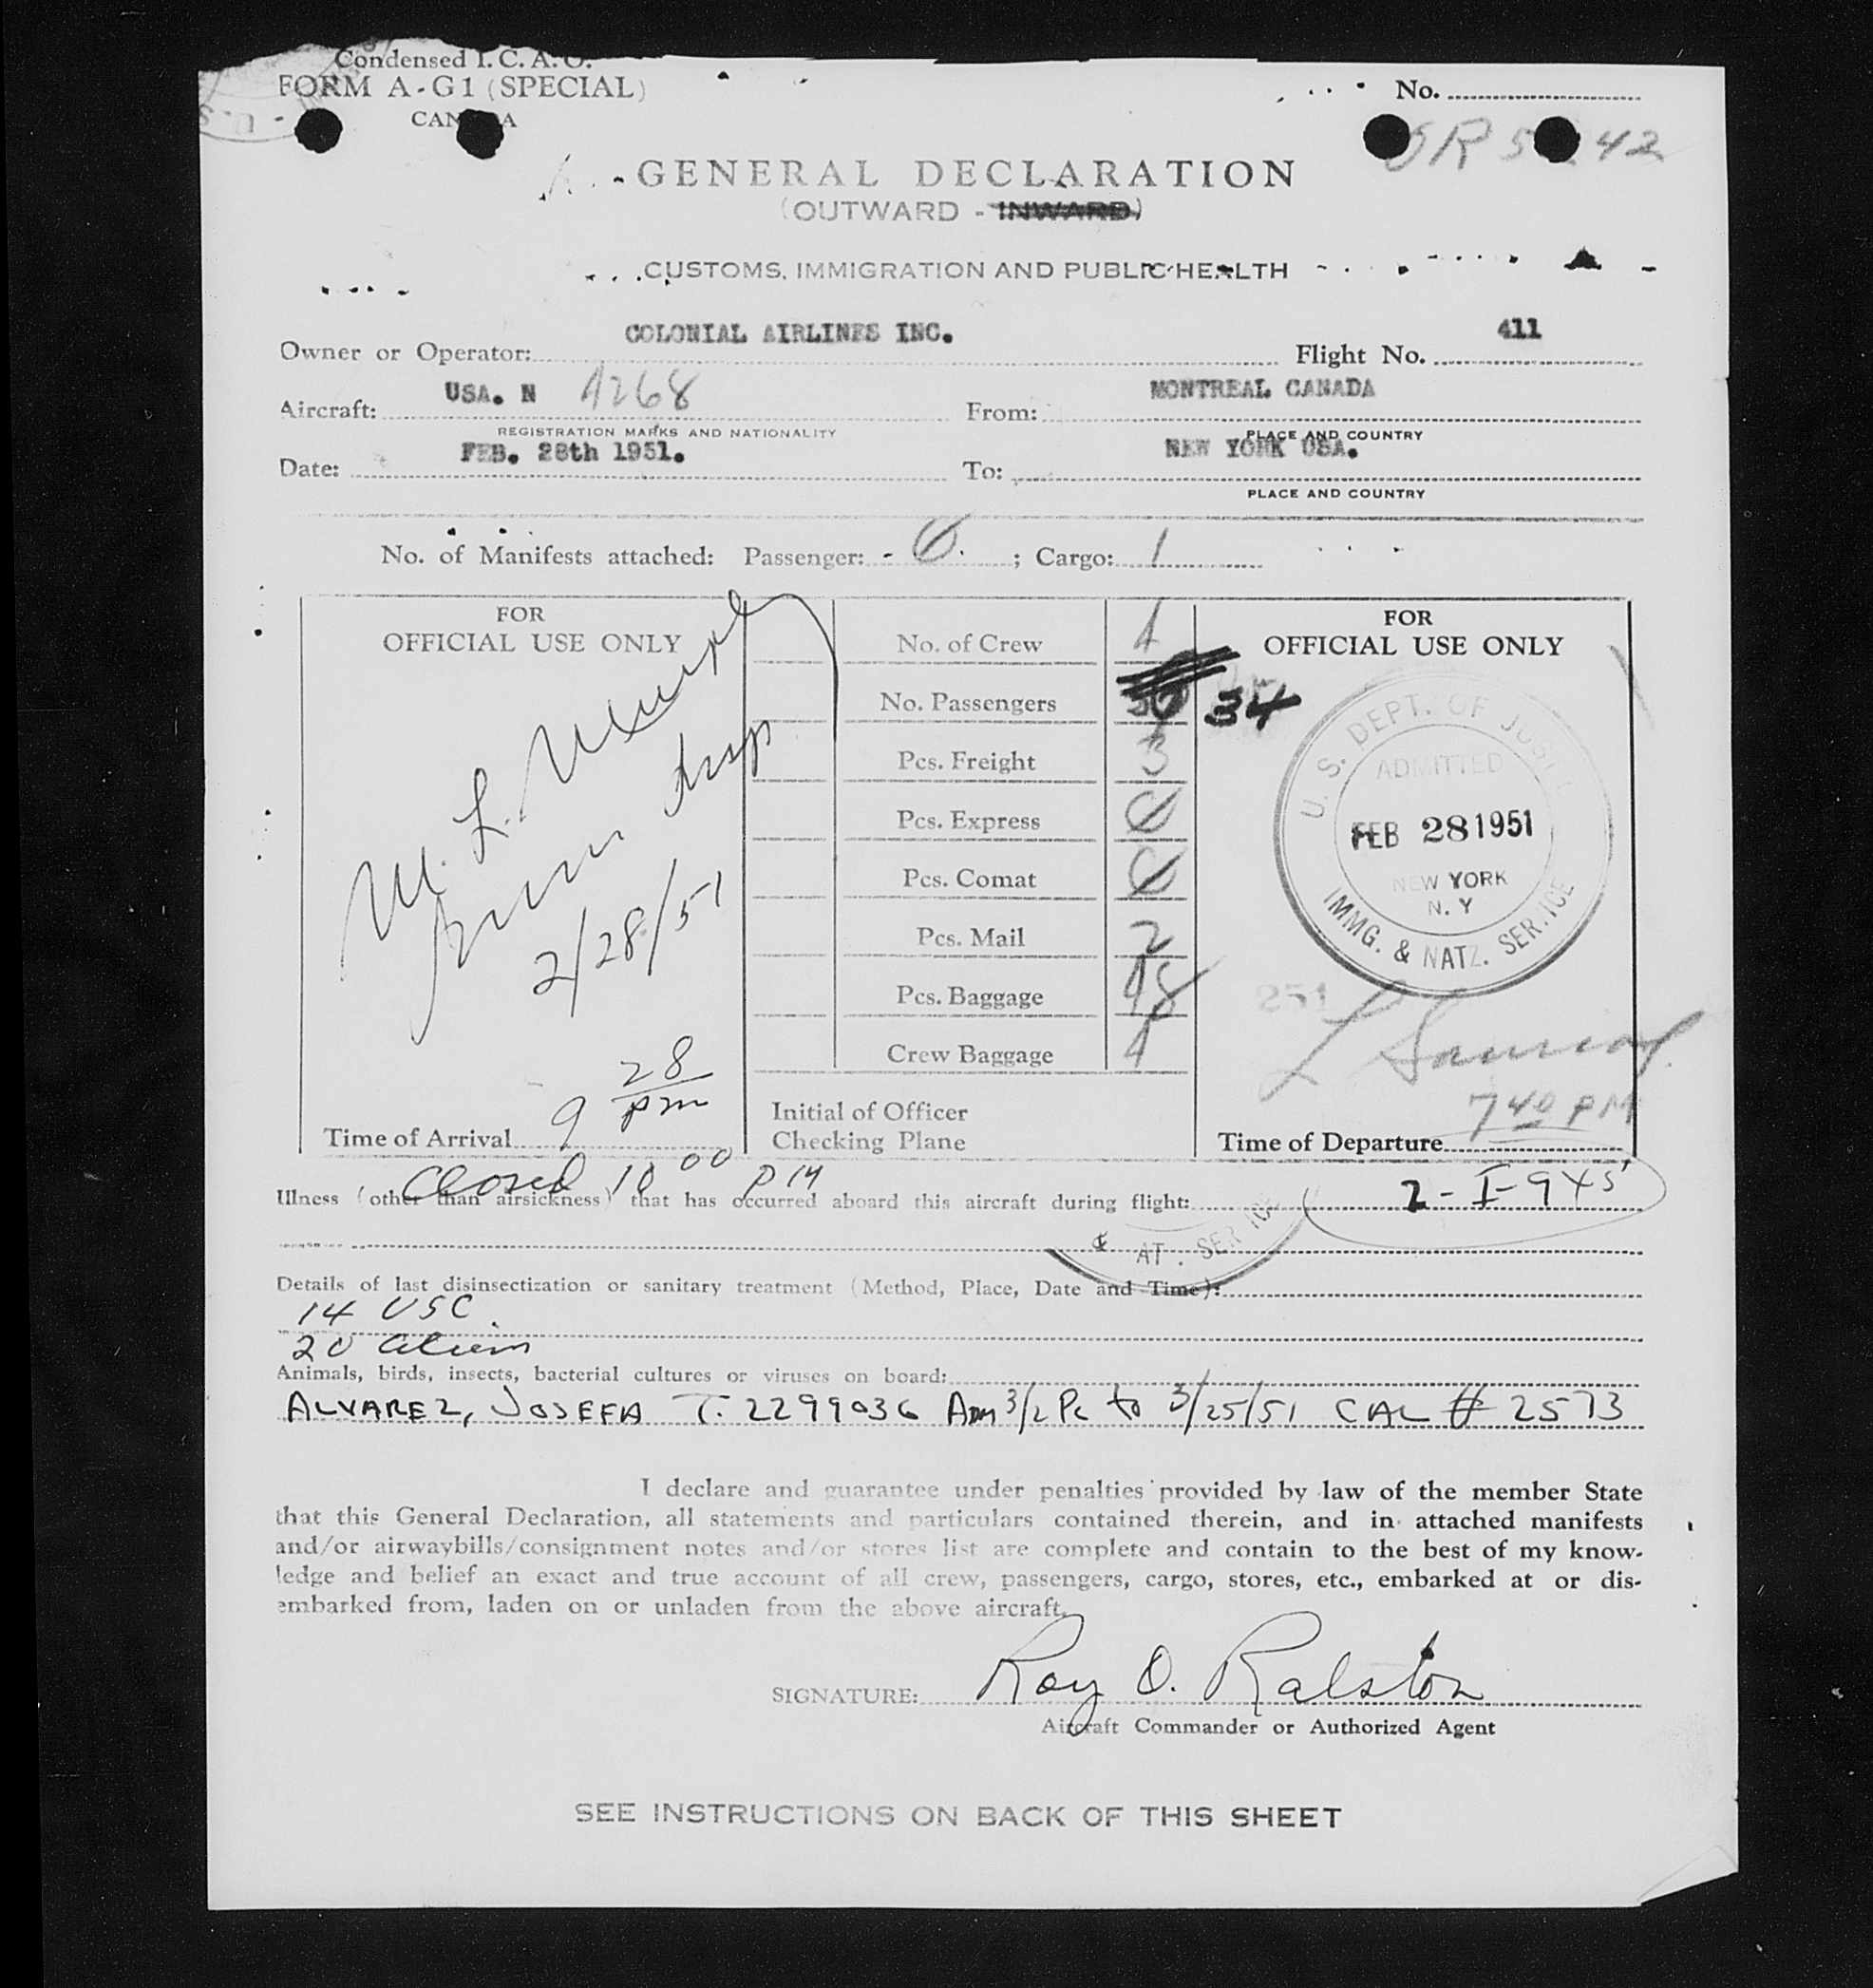 Condensed I. C. A. O.
FORM A-G1 (SPECIAL)
No.
GENERAL DECLARATION
(OUTWARD - INWARD)
CUSTOMS, IMMIGRATION AND PUBLIC HEALTH
COLONIAL AIRLINES INC. 411
Owner or Operator: Flight No.
USA. N 4268 MONTREAL CANADA
Aircraft: From:
REGISTRATION MARKS AND NATIONALITY PLACE AND COUNTRY
FEB. 28th 1951. NEW YORK USA.
Date: To:
PLACE AND COUNTRY
No. of Manifests attached: Passenger: 6 ; Cargo: 1
FOR
OFFICIAL USE ONLY
M. L.
2/28/51
9 28 pm
Time of Arrival
No. of Crew 4
No. Passengers 34
Pcs. Freight 3
Pcs. Express
Pcs. Comat
Pcs. Mail 2
Pcs. Baggage 48
Crew Baggage 4
Initial of Officer
Checking Plane
FOR
OFFICIAL USE ONLY
U. S. DEPT. OF JUSTICE
ADMITTED
FEB 28 1951
NEW YORK
N. Y
IMMG. & NATZ. SERVICE
251
7 40 PM
Time of Departure
Closed 10 00 PM
Illness (other than airsickness) that has occurred aboard this aircraft during flight:
Details of last disinsectization or sanitary treatment (Method, Place, Date and Time):
14 USC
20 alien
Animals, birds, insects, bacterial cultures or viruses on board:
ALVAREZ, JOSEFA T. 2299036 Adm 3/2 Pc to 3/25/51 CAL # 2573
I declare and guarantee under penalties provided by law of the member State
that this General Declaration, all statements and particulars contained therein, and in attached manifests
and/or airwaybills/consignment notes and/or stores list are complete and contain to the best of my know-
ledge and belief an exact and true account of all crew, passengers, cargo, stores, etc., embarked at or dis-
embarked from, laden on or unladen from the above aircraft.
SIGNATURE: Roy O. Ralston
Aircraft Commander or Authorized Agent
SEE INSTRUCTIONS ON BACK OF THIS SHEET